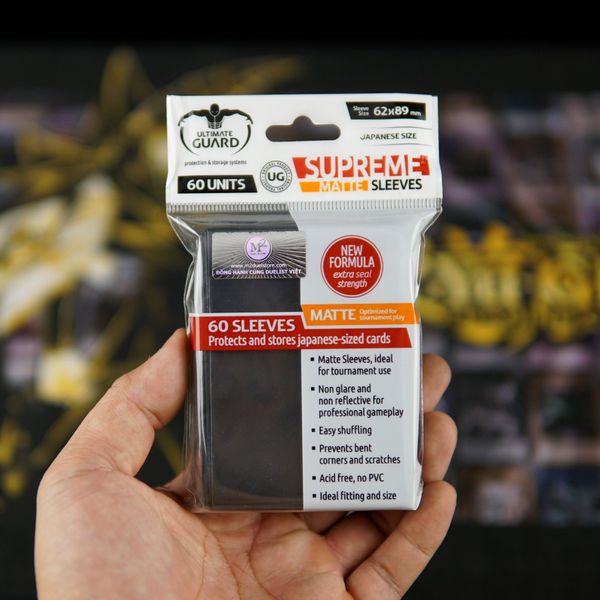 ULTIMATE
GUARD
protection & storage systems
60 UNITS
Sleeve
Size
62x89 mm
JAPANESE SIZE
UG
SUPREME
MATTE SLEEVES
M2
www.m2duelstore.com
ĐỒNG HÀNH CÙNG DUELIST VIỆT
NEW
FORMULA
extra seal
strength
MATTE Optimized for
tournament play
60 SLEEVES
Protects and stores japanese-sized cards
▪ Matte Sleeves, ideal
for tournament use
▪ Non glare and
non reflective for
professional gameplay
▪ Easy shuffling
▪ Prevents bent
corners and scratches
▪ Acid free, no PVC
▪ Ideal fitting and size